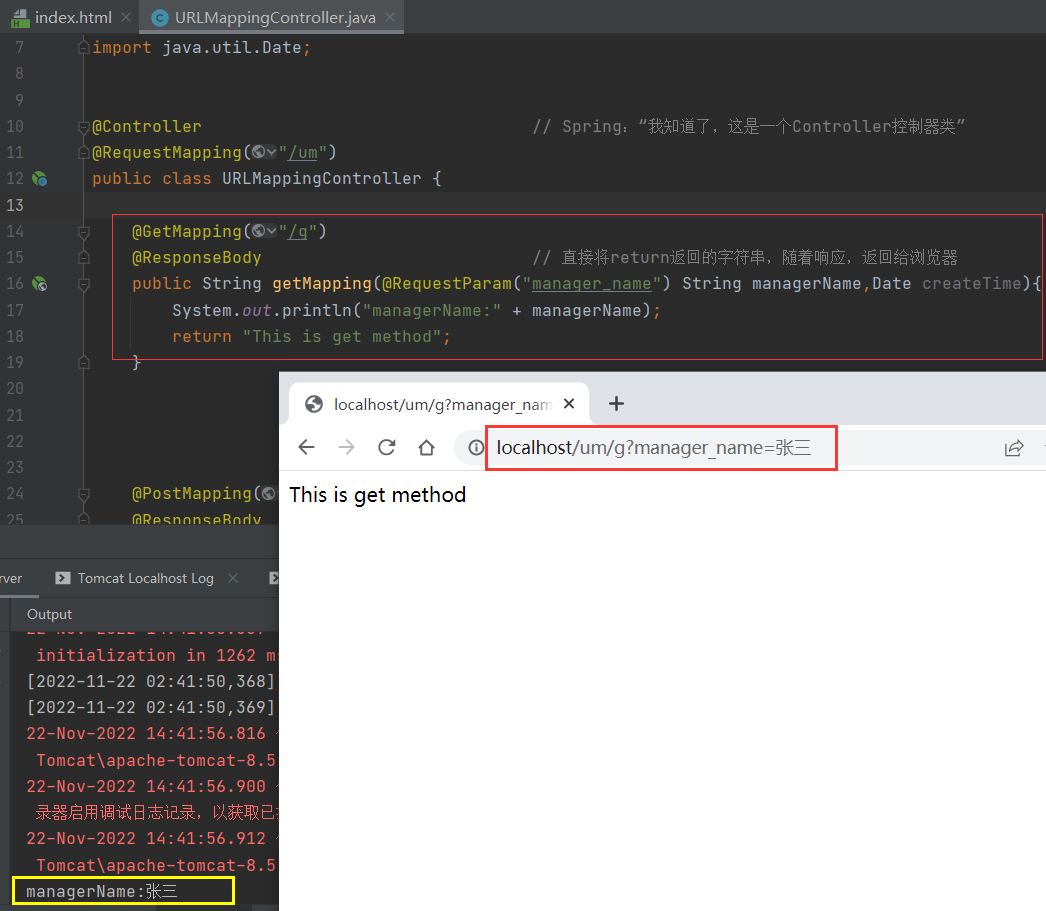 index.html
URLMappingController.java
7 import java.util.Date;
8
9
10 @Controller // Spring：“我知道了，这是一个Controller控制器类”
11 @RequestMapping("/um")
12 public class URLMappingController {
13
14 @GetMapping("/g")
15 @ResponseBody // 直接将return返回的字符串，随着响应，返回给浏览器
16 public String getMapping(@RequestParam("manager_name") String managerName,Date createTime){
17 System.out.println("managerName:" + managerName);
18 return "This is get method";
19 }
20
21
22
23
24 @PostMapping(
25 @ResponseBody
localhost/um/g?manager_nam
localhost/um/g?manager_name=张三
This is get method
rver
Tomcat Localhost Log
Output
initialization in 1262 ms
[2022-11-22 02:41:50,368]
[2022-11-22 02:41:50,369]
22-Nov-2022 14:41:56.816
Tomcat\apache-tomcat-8.5
22-Nov-2022 14:41:56.900
录器启用调试日志记录，以获取已
22-Nov-2022 14:41:56.912
Tomcat\apache-tomcat-8.5
managerName:张三